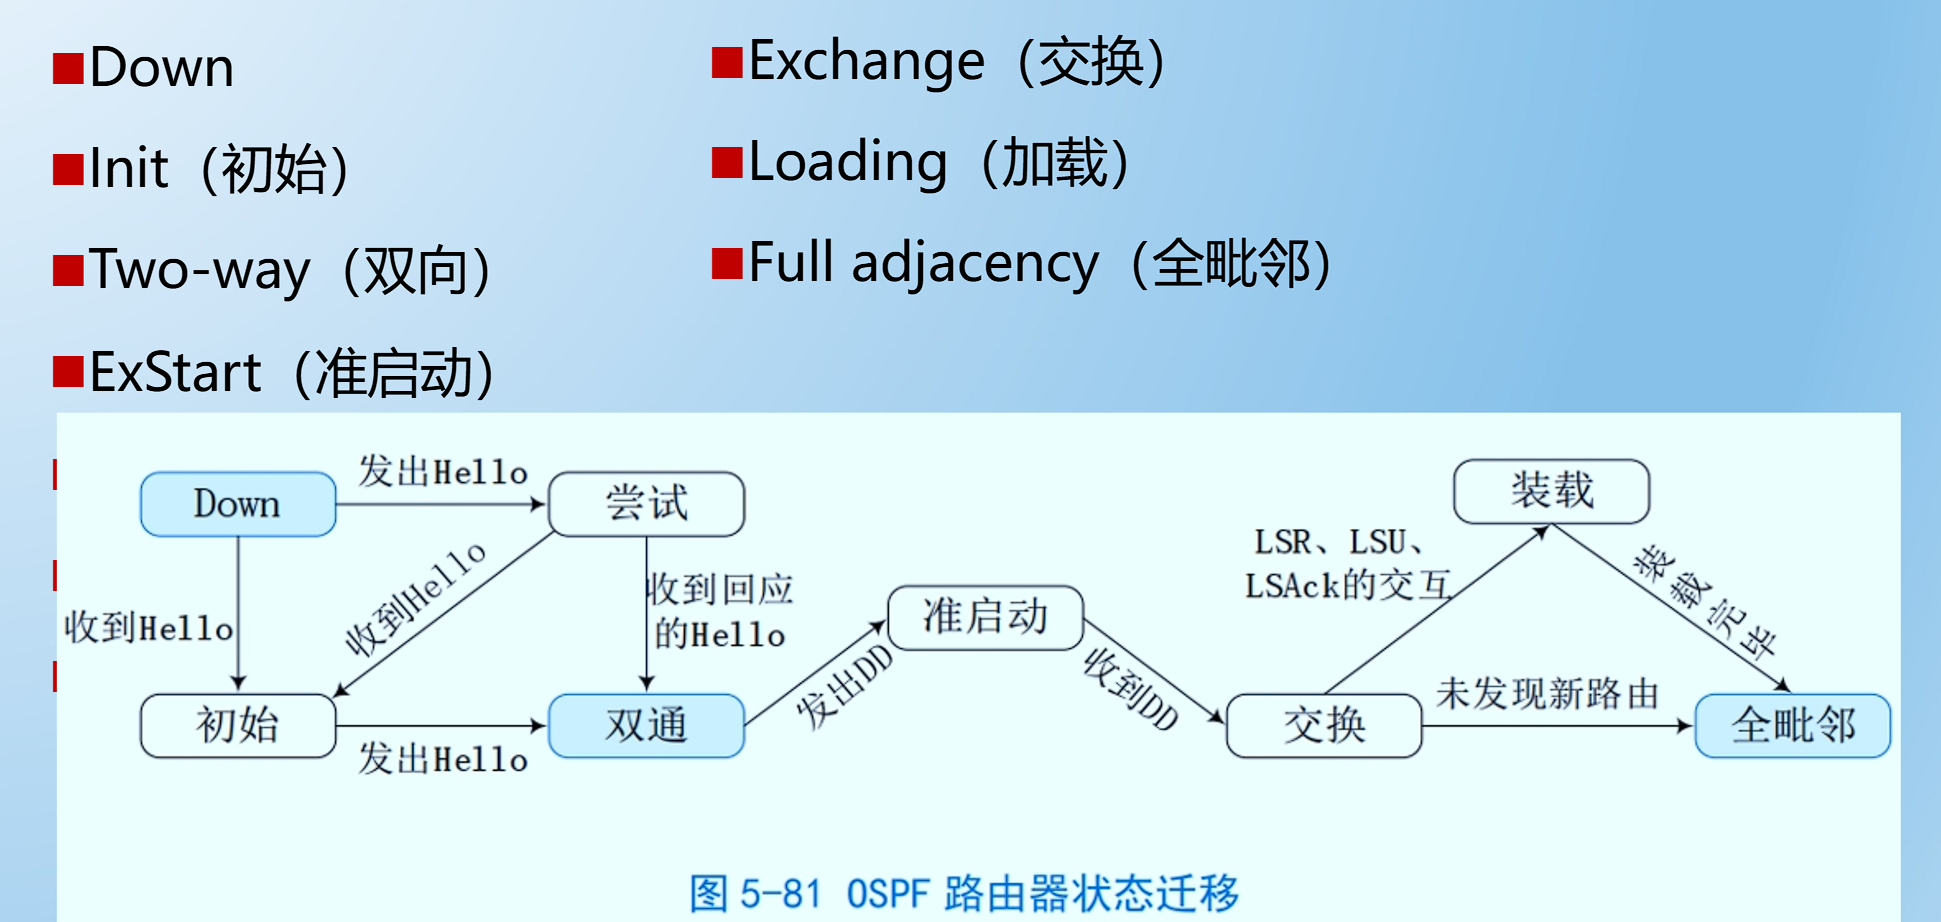 Down
Init（初始）
Two-way（双向）
ExStart（准启动）
Exchange（交换）
Loading（加载）
Full adjacency（全毗邻）
Down
发出Hello
尝试
收到Hello
收到Hello
收到回应
的Hello
初始
发出Hello
双通
发出DD
准启动
收到DD
交换
LSR、LSU、
LSAck的交互
装载
装载完毕
未发现新路由
全毗邻
图 5-81 OSPF 路由器状态迁移